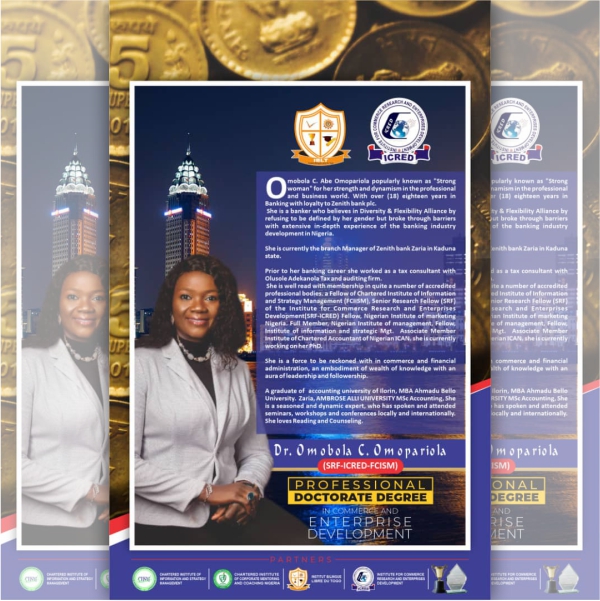 IBLT
INSTITUTE FOR COMMERCE RESEARCH AND ENTERPRISES DEVELOPMENT
ICRED
Omobola C. Abe Omopariola popularly known as "Strong
woman" for her strength and dynamism in the professional
and business world. With over (18) eighteen years in
Banking with loyalty to Zenith bank plc.
She is a banker who believes in Diversity & Flexibility Alliance by
refusing to be defined by her gender but broke through barriers
with extensive in-depth experience of the banking industry
development in Nigeria.
She is currently the branch Manager of Zenith bank Zaria in Kaduna
state.
Prior to her banking career she worked as a tax consultant with
Olusola Adekanola Tax and auditing firm.
She is well read with membership in quite a number of accredited
professional bodies, a Fellow of Chartered Institute of Information
and Strategy Management (FCIISM), Senior Research Fellow (SRF)
of the Institute for Commerce Research and Enterprises
Development(SRF-ICRED) Fellow, Nigerian Institute of marketing
Nigeria. Full Member, Nigerian Institute of management, Fellow,
Institute of information and strategic Mgt. Associate Member
Institute of Chartered Accountant of Nigerian ICAN, she is currently
working on her PhD.
She is a force to be reckoned with in commerce and financial
administration, an embodiment of wealth of knowledge with an
aura of leadership and followership.
A graduate of accounting university of Ilorin, MBA Ahmadu Bello
University. Zaria, AMBROSE ALLI UNIVERSITY MSc Accounting, She
is a seasoned and dynamic expert, who has spoken and attended
seminars, workshops and conferences locally and internationally.
She loves Reading and Counseling.
Dr. Omobola C. Omopariola
(SRF-ICRED-FCISM)
PROFESSIONAL
DOCTORATE DEGREE
IN COMMERCE AND
ENTERPRISE
DEVELOPMENT
PARTNERS
CHARTERED INSTITUTE OF
INFORMATION AND STRATEGY
MANAGEMENT
CHARTERED INSTITUTE
OF CORPORATE MENTORING
AND COACHING NIGERIA
INSTITUT BILINGUE
LIBRE DU TOGO
INSTITUTE FOR COMMERCE
RESEARCH AND ENTERPRISES
DEVELOPMENT